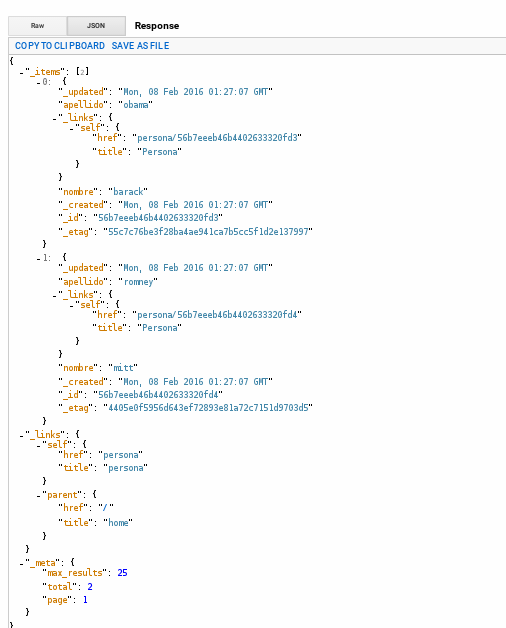 Raw JSON Response
COPY TO CLIPBOARD SAVE AS FILE
{
-"_items": [2]
-0: {
"_updated": "Mon, 08 Feb 2016 01:27:07 GMT"
"apellido": "obama"
-"_links": {
-"self": {
"href": "persona/56b7eeeb46b4402633320fd3"
"title": "Persona"
}
}
"nombre": "barack"
"_created": "Mon, 08 Feb 2016 01:27:07 GMT"
"_id": "56b7eeeb46b4402633320fd3"
"_etag": "55c7c76be3f28ba4ae941ca7b5cc5f1d2e137997"
}
-1: {
"_updated": "Mon, 08 Feb 2016 01:27:07 GMT"
"apellido": "romney"
-"_links": {
-"self": {
"href": "persona/56b7eeeb46b4402633320fd4"
"title": "Persona"
}
}
"nombre": "mitt"
"_created": "Mon, 08 Feb 2016 01:27:07 GMT"
"_id": "56b7eeeb46b4402633320fd4"
"_etag": "4405e0f5956d643ef72893e81a72c7151d9703d5"
}
-"_links": {
-"self": {
"href": "persona"
"title": "persona"
}
-"parent": {
"href": "/"
"title": "home"
}
}
-"_meta": {
"max_results": 25
"total": 2
"page": 1
}
}